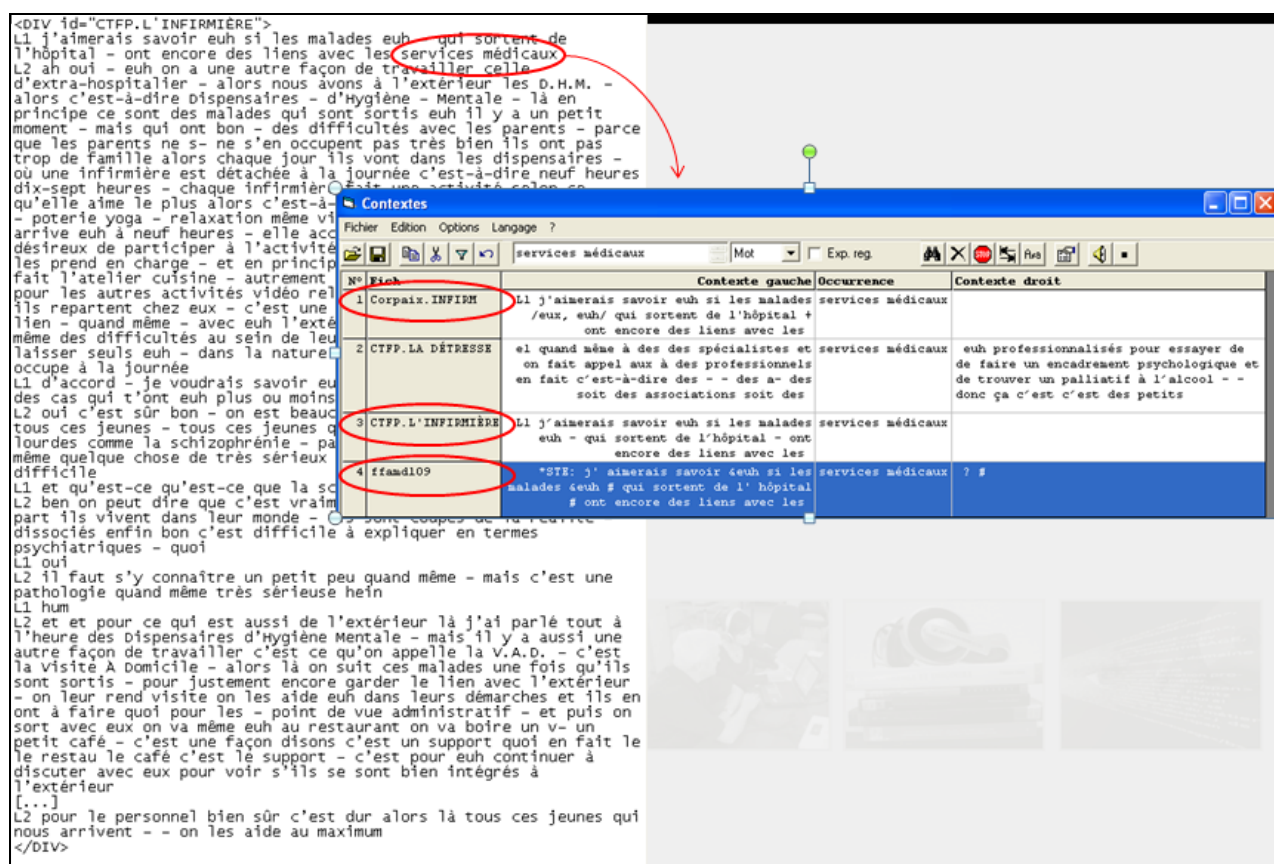 <DIV id="CTFP.L'INFIRMIÈRE">
L1 j'aimerais savoir euh si les malades euh - qui sortent de
l'hôpital - ont encore des liens avec les services médicaux
L2 ah oui - euh on a une autre façon de travailler celle
d'extra-hospitalier - alors nous avons à l'extérieur les D.H.M. -
alors c'est-à-dire Dispensaires - d'Hygiène - Mentale - là en
principe ce sont des malades qui sont sortis euh il y a un petit
moment - mais qui ont bon - des difficultés avec les parents - parce
que les parents ne s- ne s'en occupent pas très bien ils ont pas
trop de famille alors chaque jour ils vont dans les dispensaires -
où une infirmière est détachée à la journée c'est-à-dire neuf heures
dix-sept heures - chaque infirmière fait une activité selon ce
qu'elle aime le plus alors c'est-à-
- poterie yoga - relaxation même vi
arrive euh à neuf heures - elle acc
désireux de participer à l'activité
les prend en charge - et en princip
fait l'atelier cuisine - autrement
pour les autres activités vidéo rel
ils repartent chez eux - c'est une
lien - quand même - avec euh l'exté
même des difficultés au sein de leu
laisser seuls euh - dans la nature
occupe à la journée
L1 d'accord - je voudrais savoir eu
des cas qui t'ont euh plus ou moins
L2 oui c'est sûr bon - on est beauc
tous ces jeunes - tous ces jeunes q
lourdes comme la schizophrénie - pa
même quelque chose de très sérieux
difficile
L1 et qu'est-ce qu'est-ce que la sc
L2 ben on peut dire que c'est vraim
part ils vivent dans leur monde - ils sont coupés de la réalité -
dissociés enfin bon c'est difficile à expliquer en termes
psychiatriques - quoi
L1 oui
L2 il faut s'y connaître un petit peu quand même - mais c'est une
pathologie quand même très sérieuse hein
L1 hum
L2 et et pour ce qui est aussi de l'extérieur là j'ai parlé tout à
l'heure des Dispensaires d'Hygiène Mentale - mais il y a aussi une
autre façon de travailler c'est ce qu'on appelle la V.A.D. - c'est
la Visite À Domicile - alors là on suit ces malades une fois qu'ils
sont sortis - pour justement encore garder le lien avec l'extérieur
- on leur rend visite on les aide euh dans leurs démarches et ils en
ont à faire quoi pour les - point de vue administratif - et puis on
sort avec eux on va même euh au restaurant on va boire un v- un
petit café - c'est une façon disons c'est un support quoi en fait le
le restau le café c'est le support - c'est pour euh continuer à
discuter avec eux pour voir s'ils se sont bien intégrés à
l'extérieur
[...]
L2 pour le personnel bien sûr c'est dur alors là tous ces jeunes qui
nous arrivent - - on les aide au maximum
</DIV>
Contextes
Fichier Edition Options Langage ?
services médicaux Mot Exp. reg.
N° Fich Contexte gauche Occurrence Contexte droit
1 Corpaix.INFIRM L1 j'aimerais savoir euh si les malades services médicaux
/eux, euh/ qui sortent de l'hôpital +
ont encore des liens avec les
2 CTFP.LA DÉTRESSE el quand même à des des spécialistes et services médicaux euh professionnalisés pour essayer de
on fait appel aux à des professionnels de faire un encadrement psychologique et
en fait c'est-à-dire des - - des a- des de trouver un palliatif à l'alcool - -
soit des associations soit des donc ça c'est c'est des petits
3 CTFP.L'INFIRMIÈRE L1 j'aimerais savoir euh si les malades services médicaux
euh - qui sortent de l'hôpital - ont
encore des liens avec les
4 ffamdl09 *STE: j' aimerais savoir &euh si les services médicaux ? #
malades &euh # qui sortent de l' hôpital
# ont encore des liens avec les